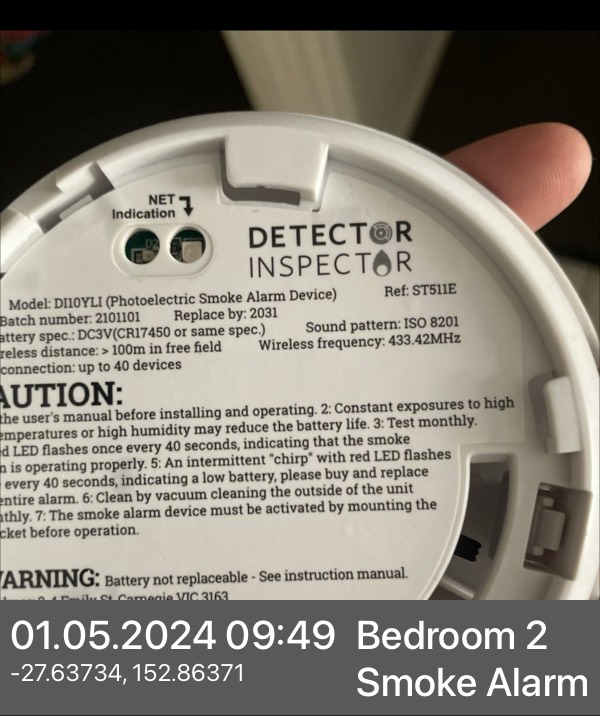 NET
Indication
DETECTOR
INSPECTOR
Model: DI10YLI (Photoelectric Smoke Alarm Device) Ref: ST511E
Batch number: 2101101 Replace by: 2031
attery spec.: DC3V(CR17450 or same spec.) Sound pattern: ISO 8201
reless distance: > 100m in free field Wireless frequency: 433.42MHz
connection: up to 40 devices
AUTION:
the user's manual before installing and operating. 2: Constant exposures to high
emperatures or high humidity may reduce the battery life. 3: Test monthly.
d LED flashes once every 40 seconds, indicating that the smoke
n is operating properly. 5: An intermittent "chirp" with red LED flashes
every 40 seconds, indicating a low battery, please buy and replace
entire alarm. 6: Clean by vacuum cleaning the outside of the unit
thly. 7: The smoke alarm device must be activated by mounting the
cket before operation.
ARNING: Battery not replaceable - See instruction manual.
Emily St, Carnegie VIC 3163
01.05.2024 09:49 Bedroom 2
-27.63734, 152.86371 Smoke Alarm